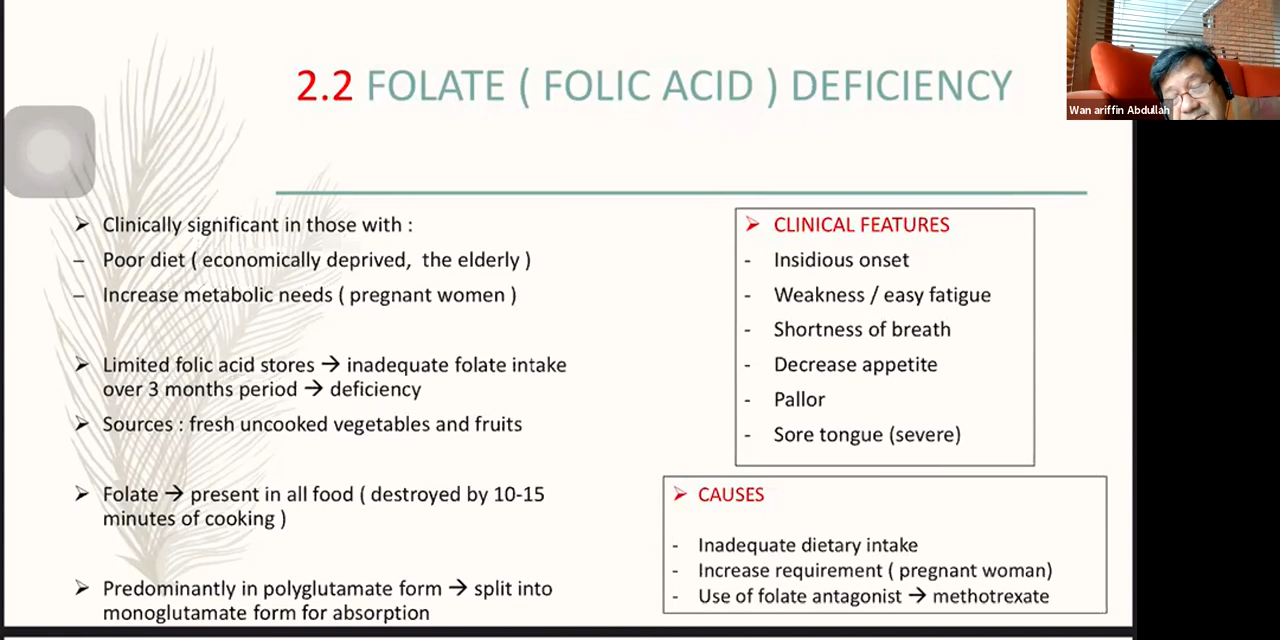 2.2 FOLATE ( FOLIC ACID ) DEFICIENCY
Wan ariffin Abdullah
➢ Clinically significant in those with :
– Poor diet ( economically deprived, the elderly )
– Increase metabolic needs ( pregnant women )
➢ Limited folic acid stores → inadequate folate intake
over 3 months period → deficiency
➢ Sources : fresh uncooked vegetables and fruits
➢ Folate → present in all food ( destroyed by 10-15
minutes of cooking )
➢ Predominantly in polyglutamate form → split into
monoglutamate form for absorption
➢ CLINICAL FEATURES
- Insidious onset
- Weakness / easy fatigue
- Shortness of breath
- Decrease appetite
- Pallor
- Sore tongue (severe)
➢ CAUSES
- Inadequate dietary intake
- Increase requirement ( pregnant woman)
- Use of folate antagonist → methotrexate